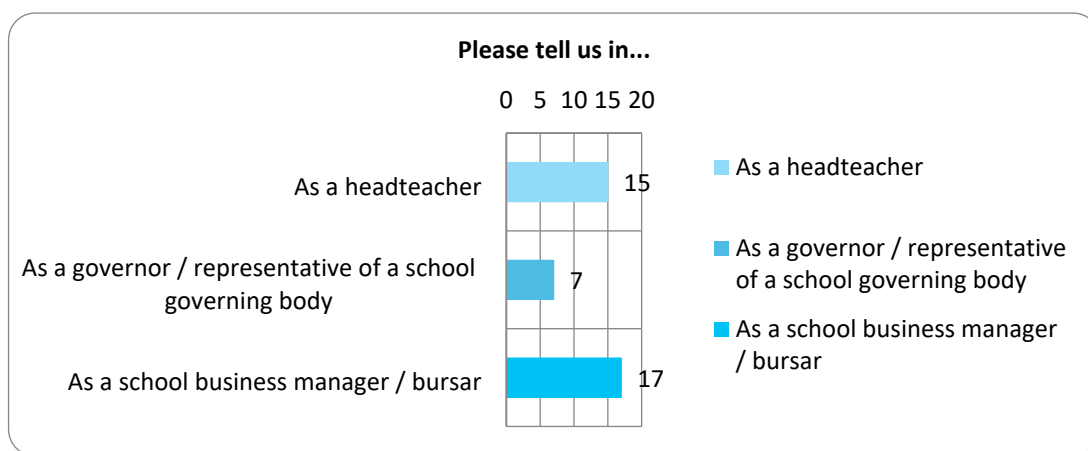 Please tell us in...
0 5 10 15 20
As a headteacher
15
As a governor / representative of a school
governing body
7
As a school business manager / bursar
17
As a headteacher
As a governor / representative
of a school governing body
As a school business manager
/ bursar